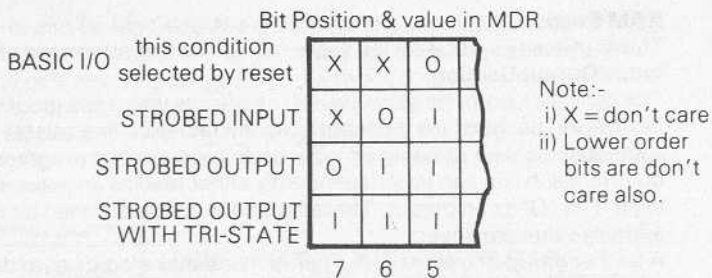 Bit Position & value in MDR
BASIC I/O this condition selected by reset X X O
STROBED INPUT X O I
STROBED OUTPUT O I I
STROBED OUTPUT WITH TRI-STATE I I I
7 6 5
Note:-
i) X = don't care
ii) Lower order
bits are don't
care also.